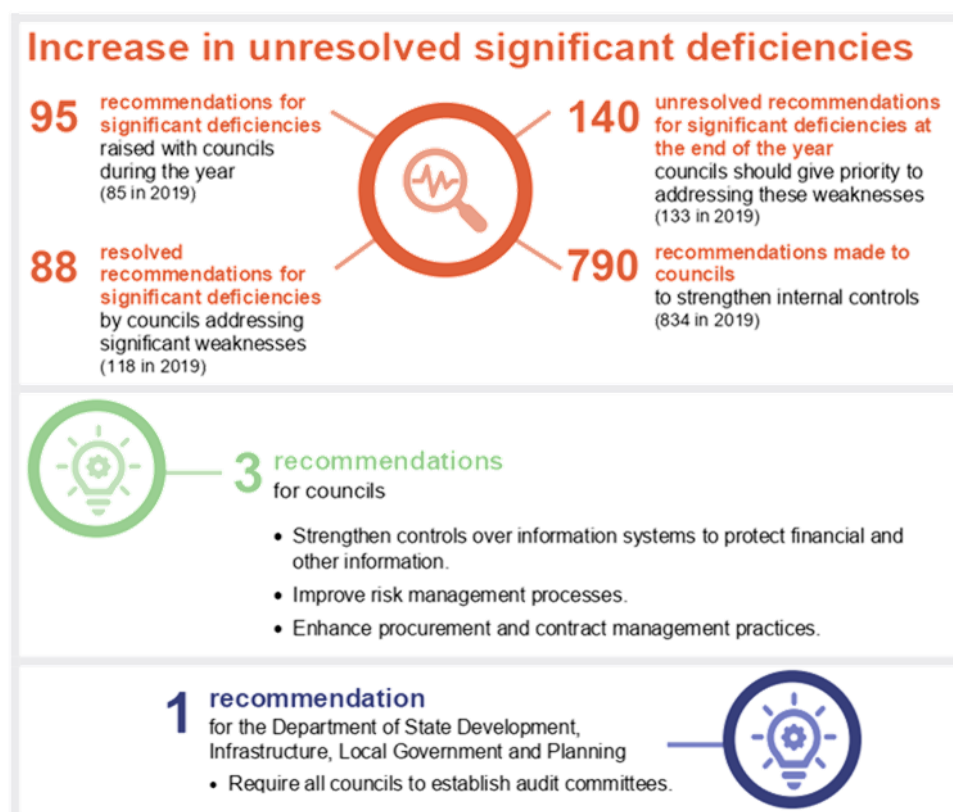 Increase in unresolved significant deficiencies
95 recommendations for
significant deficiencies
raised with councils
during the year
(85 in 2019)
140 unresolved recommendations
for significant deficiencies at
the end of the year
councils should give priority to
addressing these weaknesses
(133 in 2019)
88 resolved
recommendations for
significant deficiencies
by councils addressing
significant weaknesses
(118 in 2019)
790 recommendations made to
councils
to strengthen internal controls
(834 in 2019)
3 recommendations
for councils
• Strengthen controls over information systems to protect financial and
other information.
• Improve risk management processes.
• Enhance procurement and contract management practices.
1 recommendation
for the Department of State Development,
Infrastructure, Local Government and Planning
• Require all councils to establish audit committees.